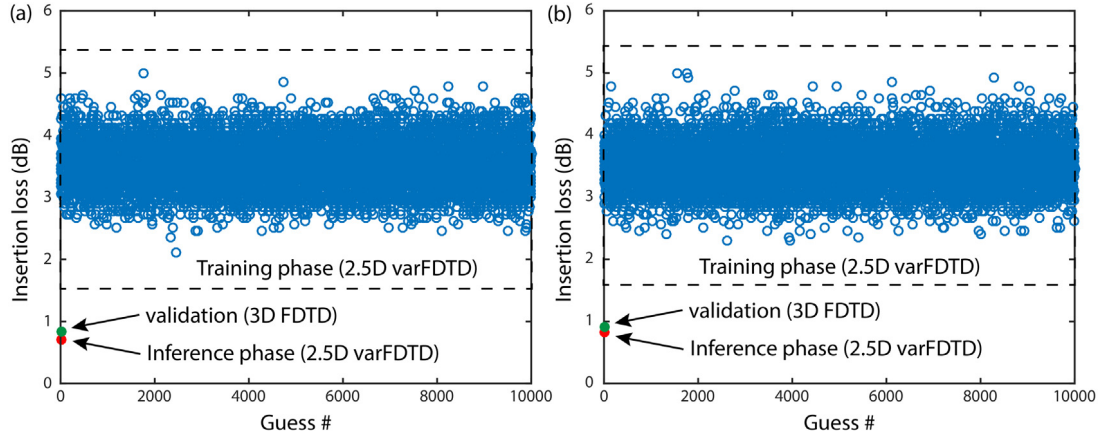 (a)
6
5
4
3
2
1
0
Insertion loss (dB)
Training phase (2.5D varFDTD)
validation (3D FDTD)
Inference phase (2.5D varFDTD)
0 2000 4000 6000 8000 10000
Guess #
(b)
6
5
4
3
2
1
0
Insertion loss (dB)
Training phase (2.5D varFDTD)
validation (3D FDTD)
Inference phase (2.5D varFDTD)
0 2000 4000 6000 8000 10000
Guess #